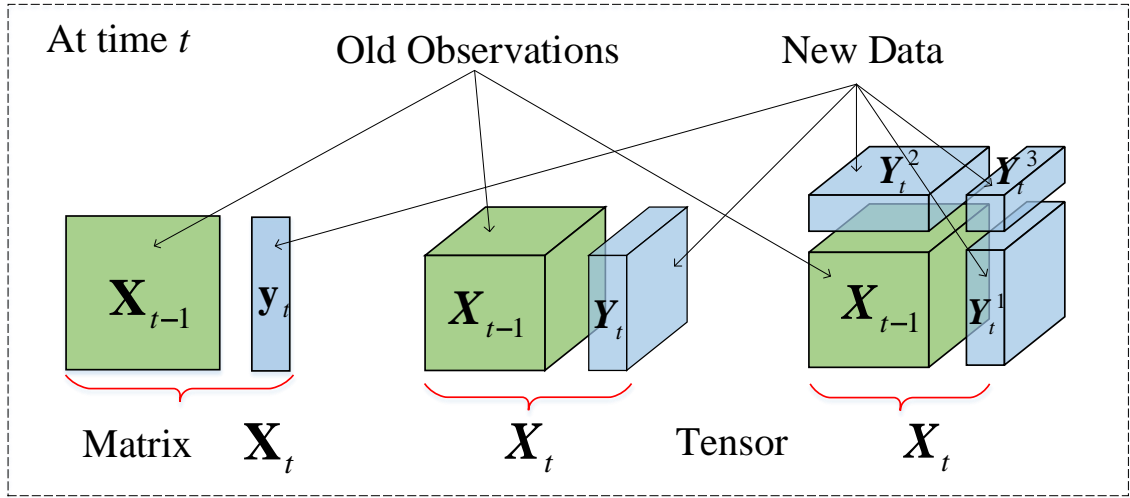 At time t
Old Observations
New Data
X_{t-1}
y_t
X_{t-1}
Y_t
Y_t^2
Y_t^3
X_{t-1}
Y_t^1
Matrix X_t
X_t
Tensor
X_t